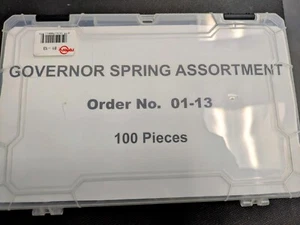 GOVERNOR SPRING ASSORTMENT
Order No. 01-13
100 Pieces